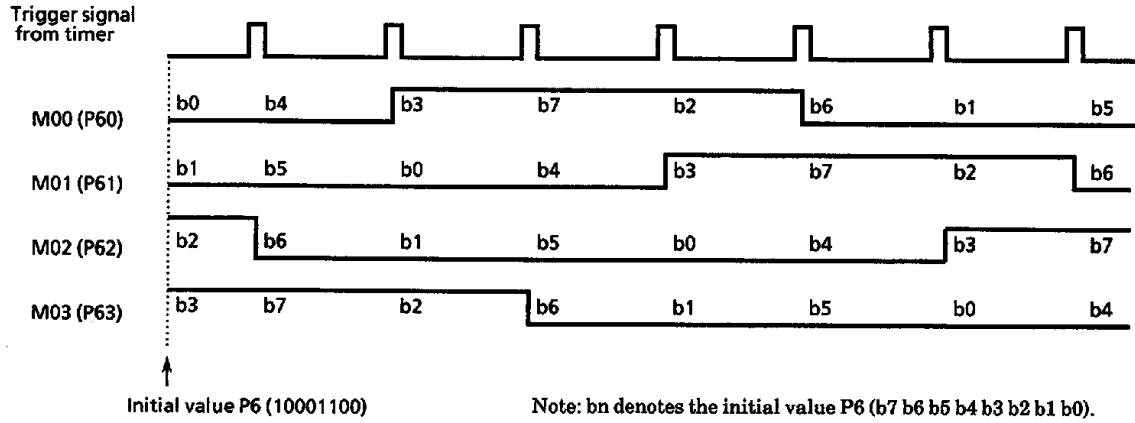 Trigger signal
from timer
M00 (P60) b0 b4 b3 b7 b2 b6 b1 b5
M01 (P61) b1 b5 b0 b4 b3 b7 b2 b6
M02 (P62) b2 b6 b1 b5 b0 b4 b3 b7
M03 (P63) b3 b7 b2 b6 b1 b5 b0 b4
Initial value P6 (10001100) Note: bn denotes the initial value P6 (b7 b6 b5 b4 b3 b2 b1 b0).